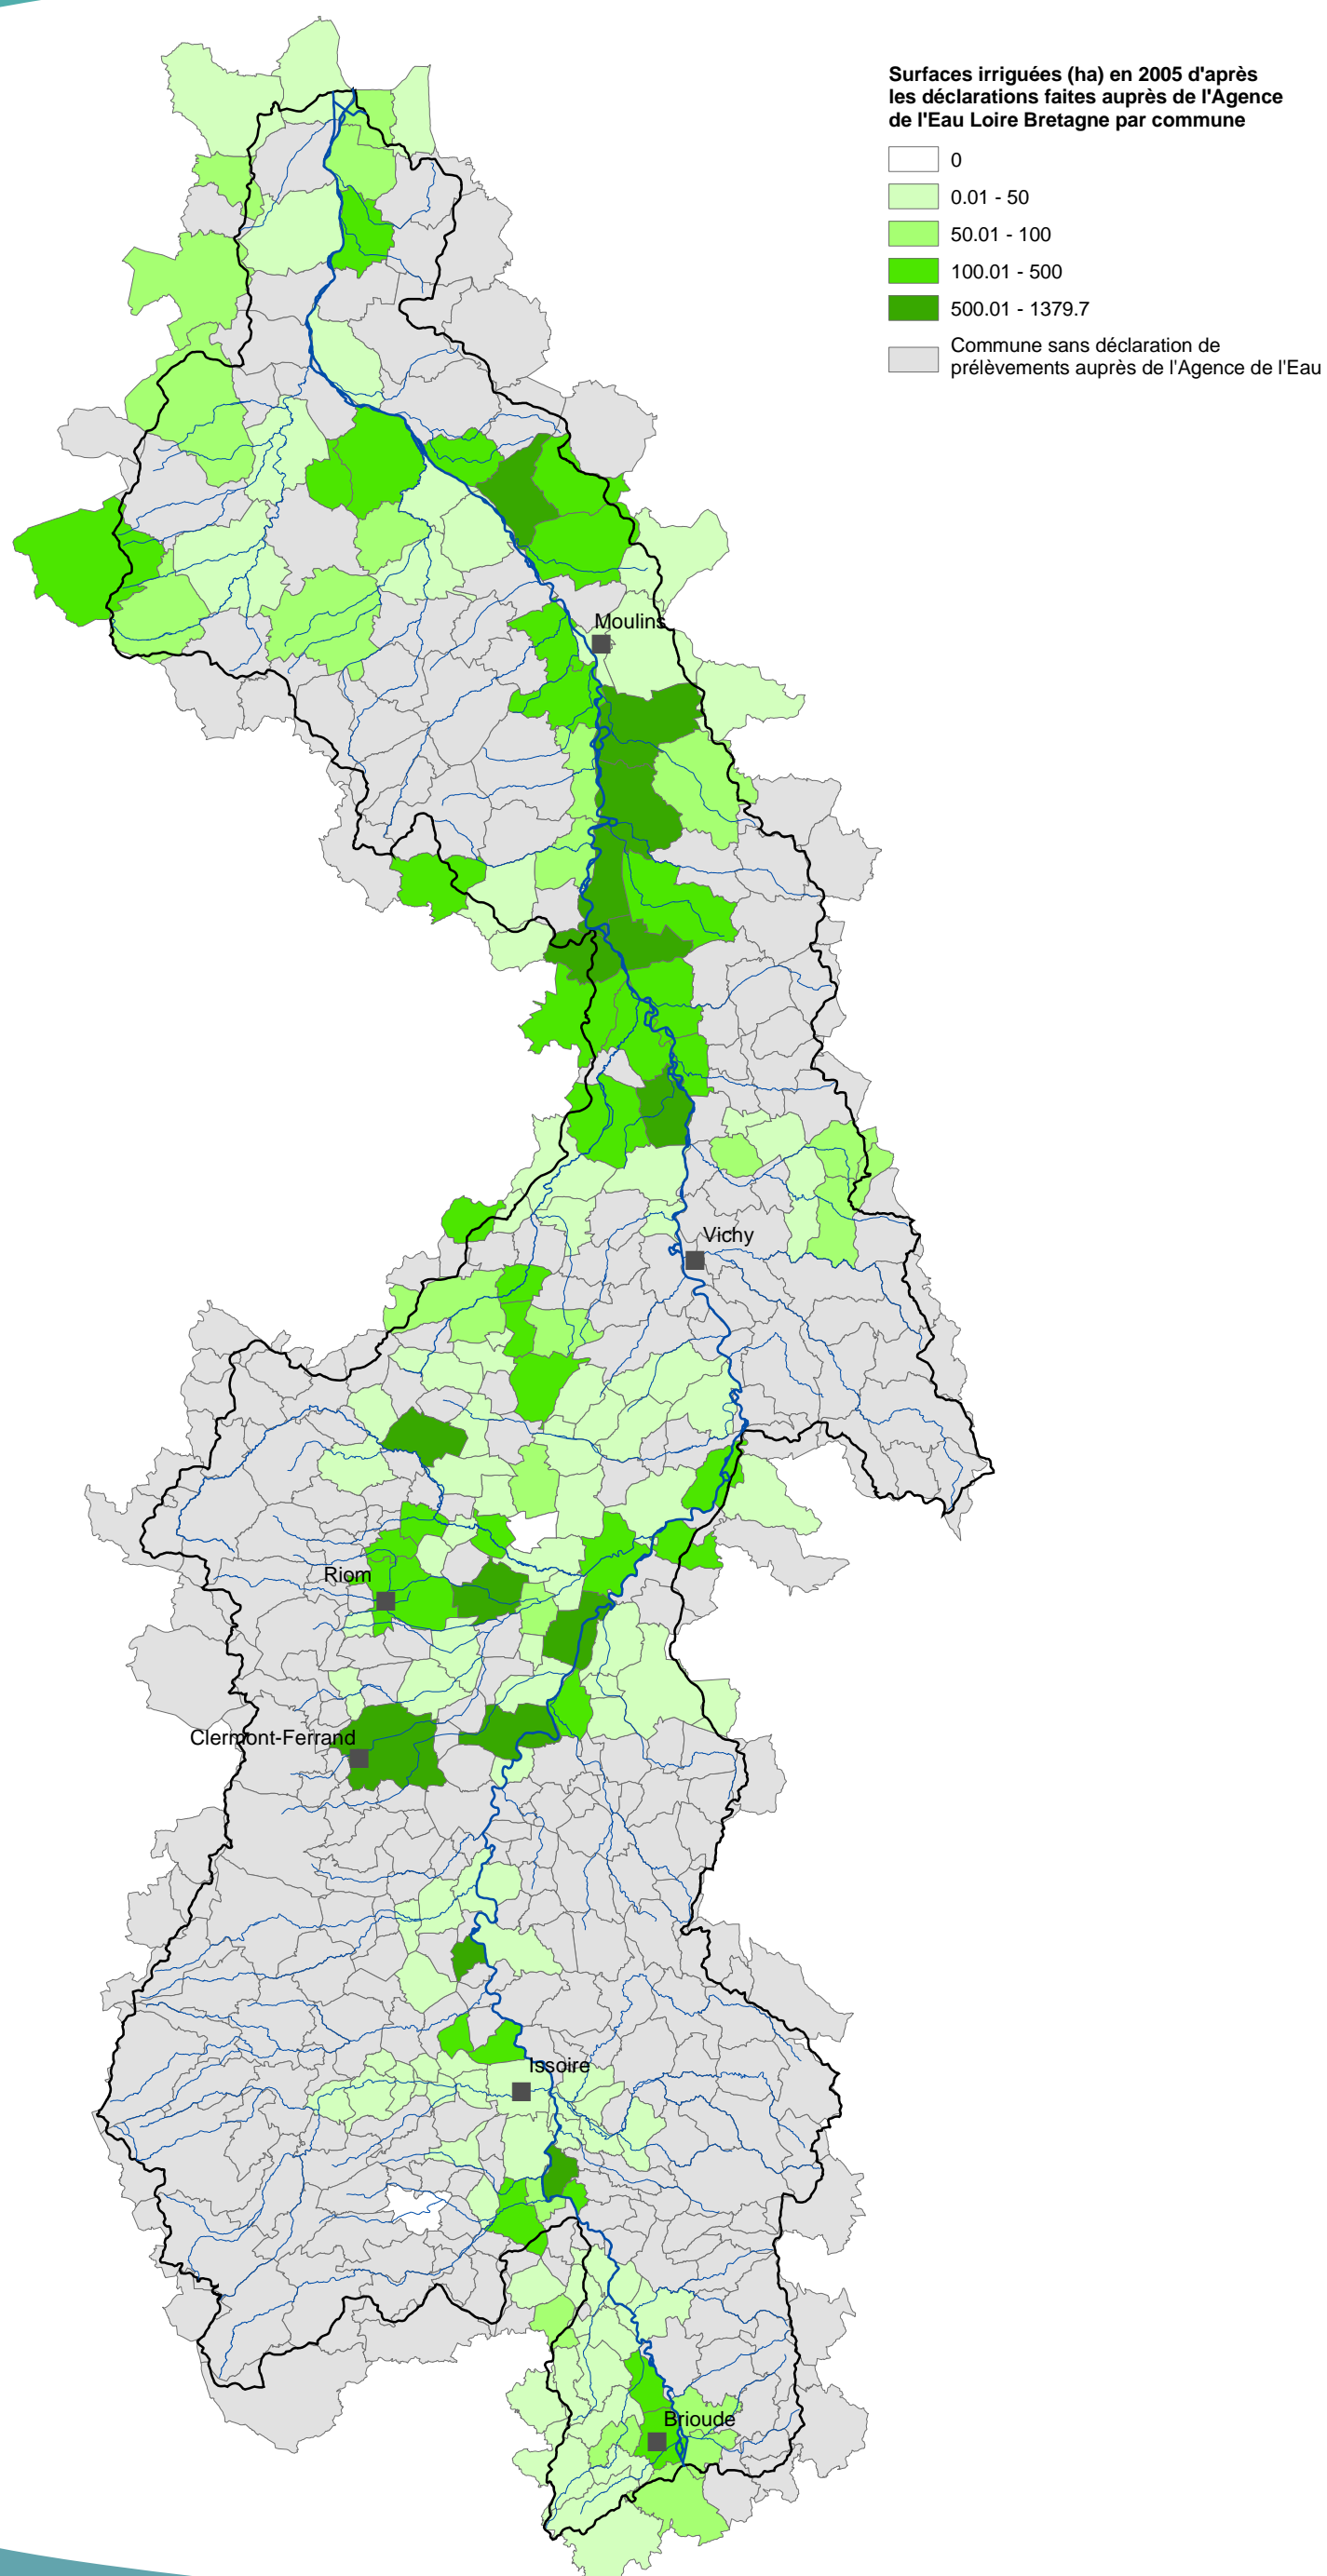 Surfaces irriguées (ha) en 2005 d'après
les déclarations faites auprès de l'Agence
de l'Eau Loire Bretagne par commune
0
0.01 - 50
50.01 - 100
100.01 - 500
500.01 - 1379.7
Commune sans déclaration de
prélèvements auprès de l'Agence de l'Eau
Moulins
Vichy
Riom
Clermont-Ferrand
Issoire
Brioude